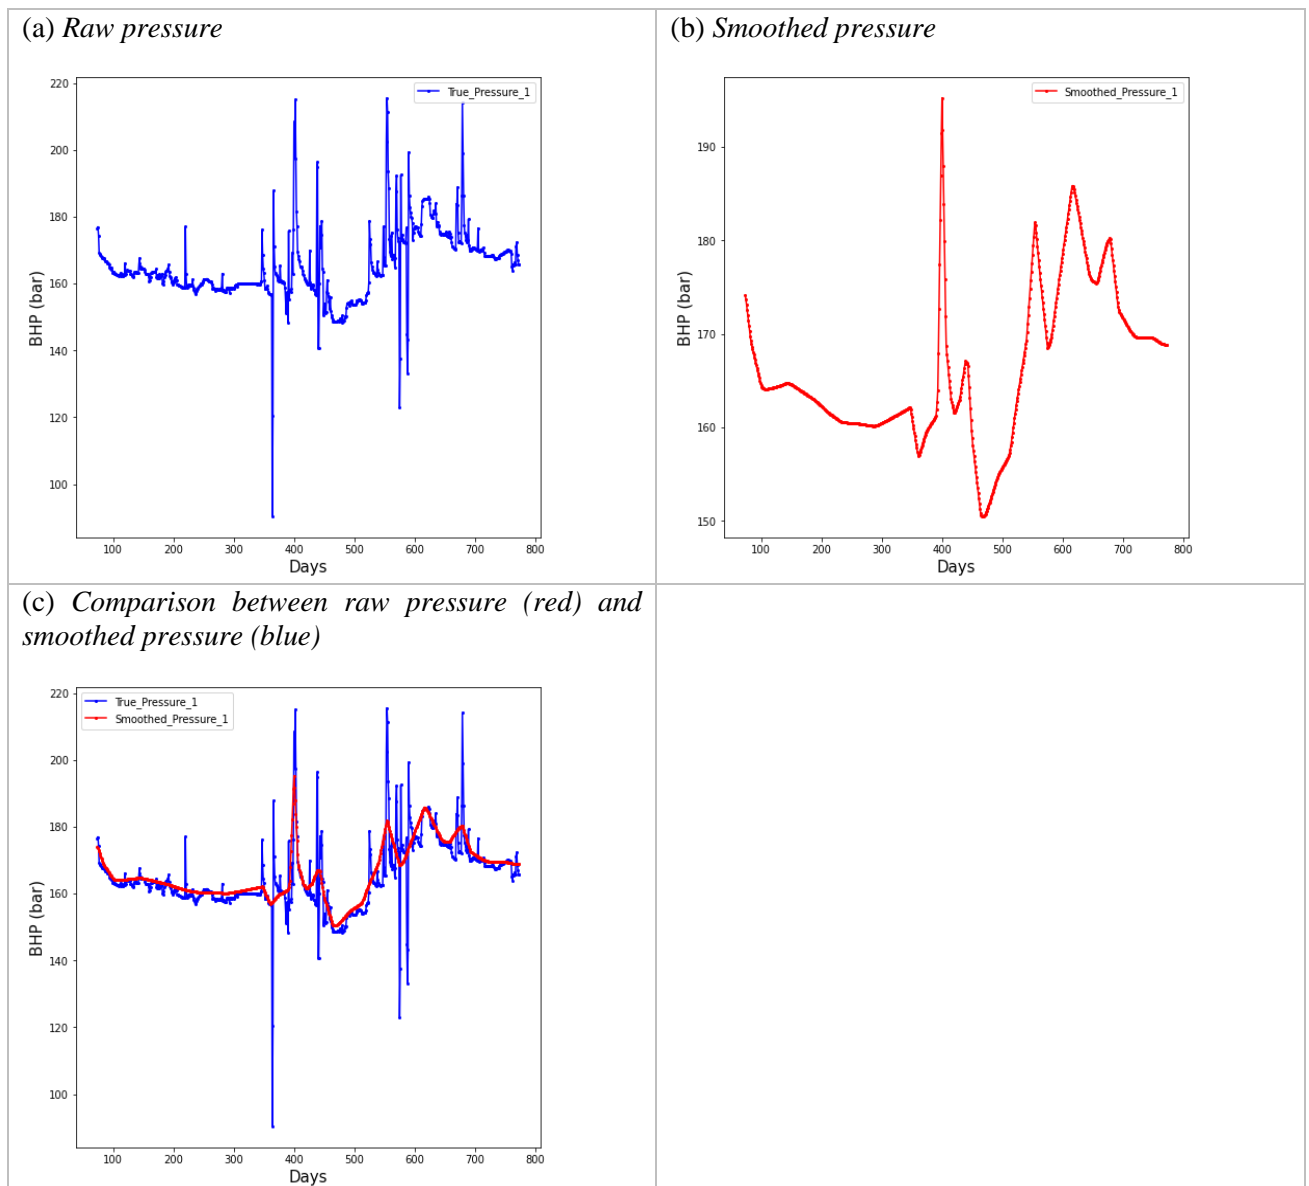 (a) Raw pressure
220
200
180
160
140
120
100
BHP (bar)
True_Pressure_1
100 200 300 400 500 600 700 800
Days
(b) Smoothed pressure
190
180
170
160
150
BHP (bar)
Smoothed_Pressure_1
100 200 300 400 500 600 700 800
Days
(c) Comparison between raw pressure (red) and
smoothed pressure (blue)
220
200
180
160
140
120
100
BHP (bar)
True_Pressure_1
Smoothed_Pressure_1
100 200 300 400 500 600 700 800
Days